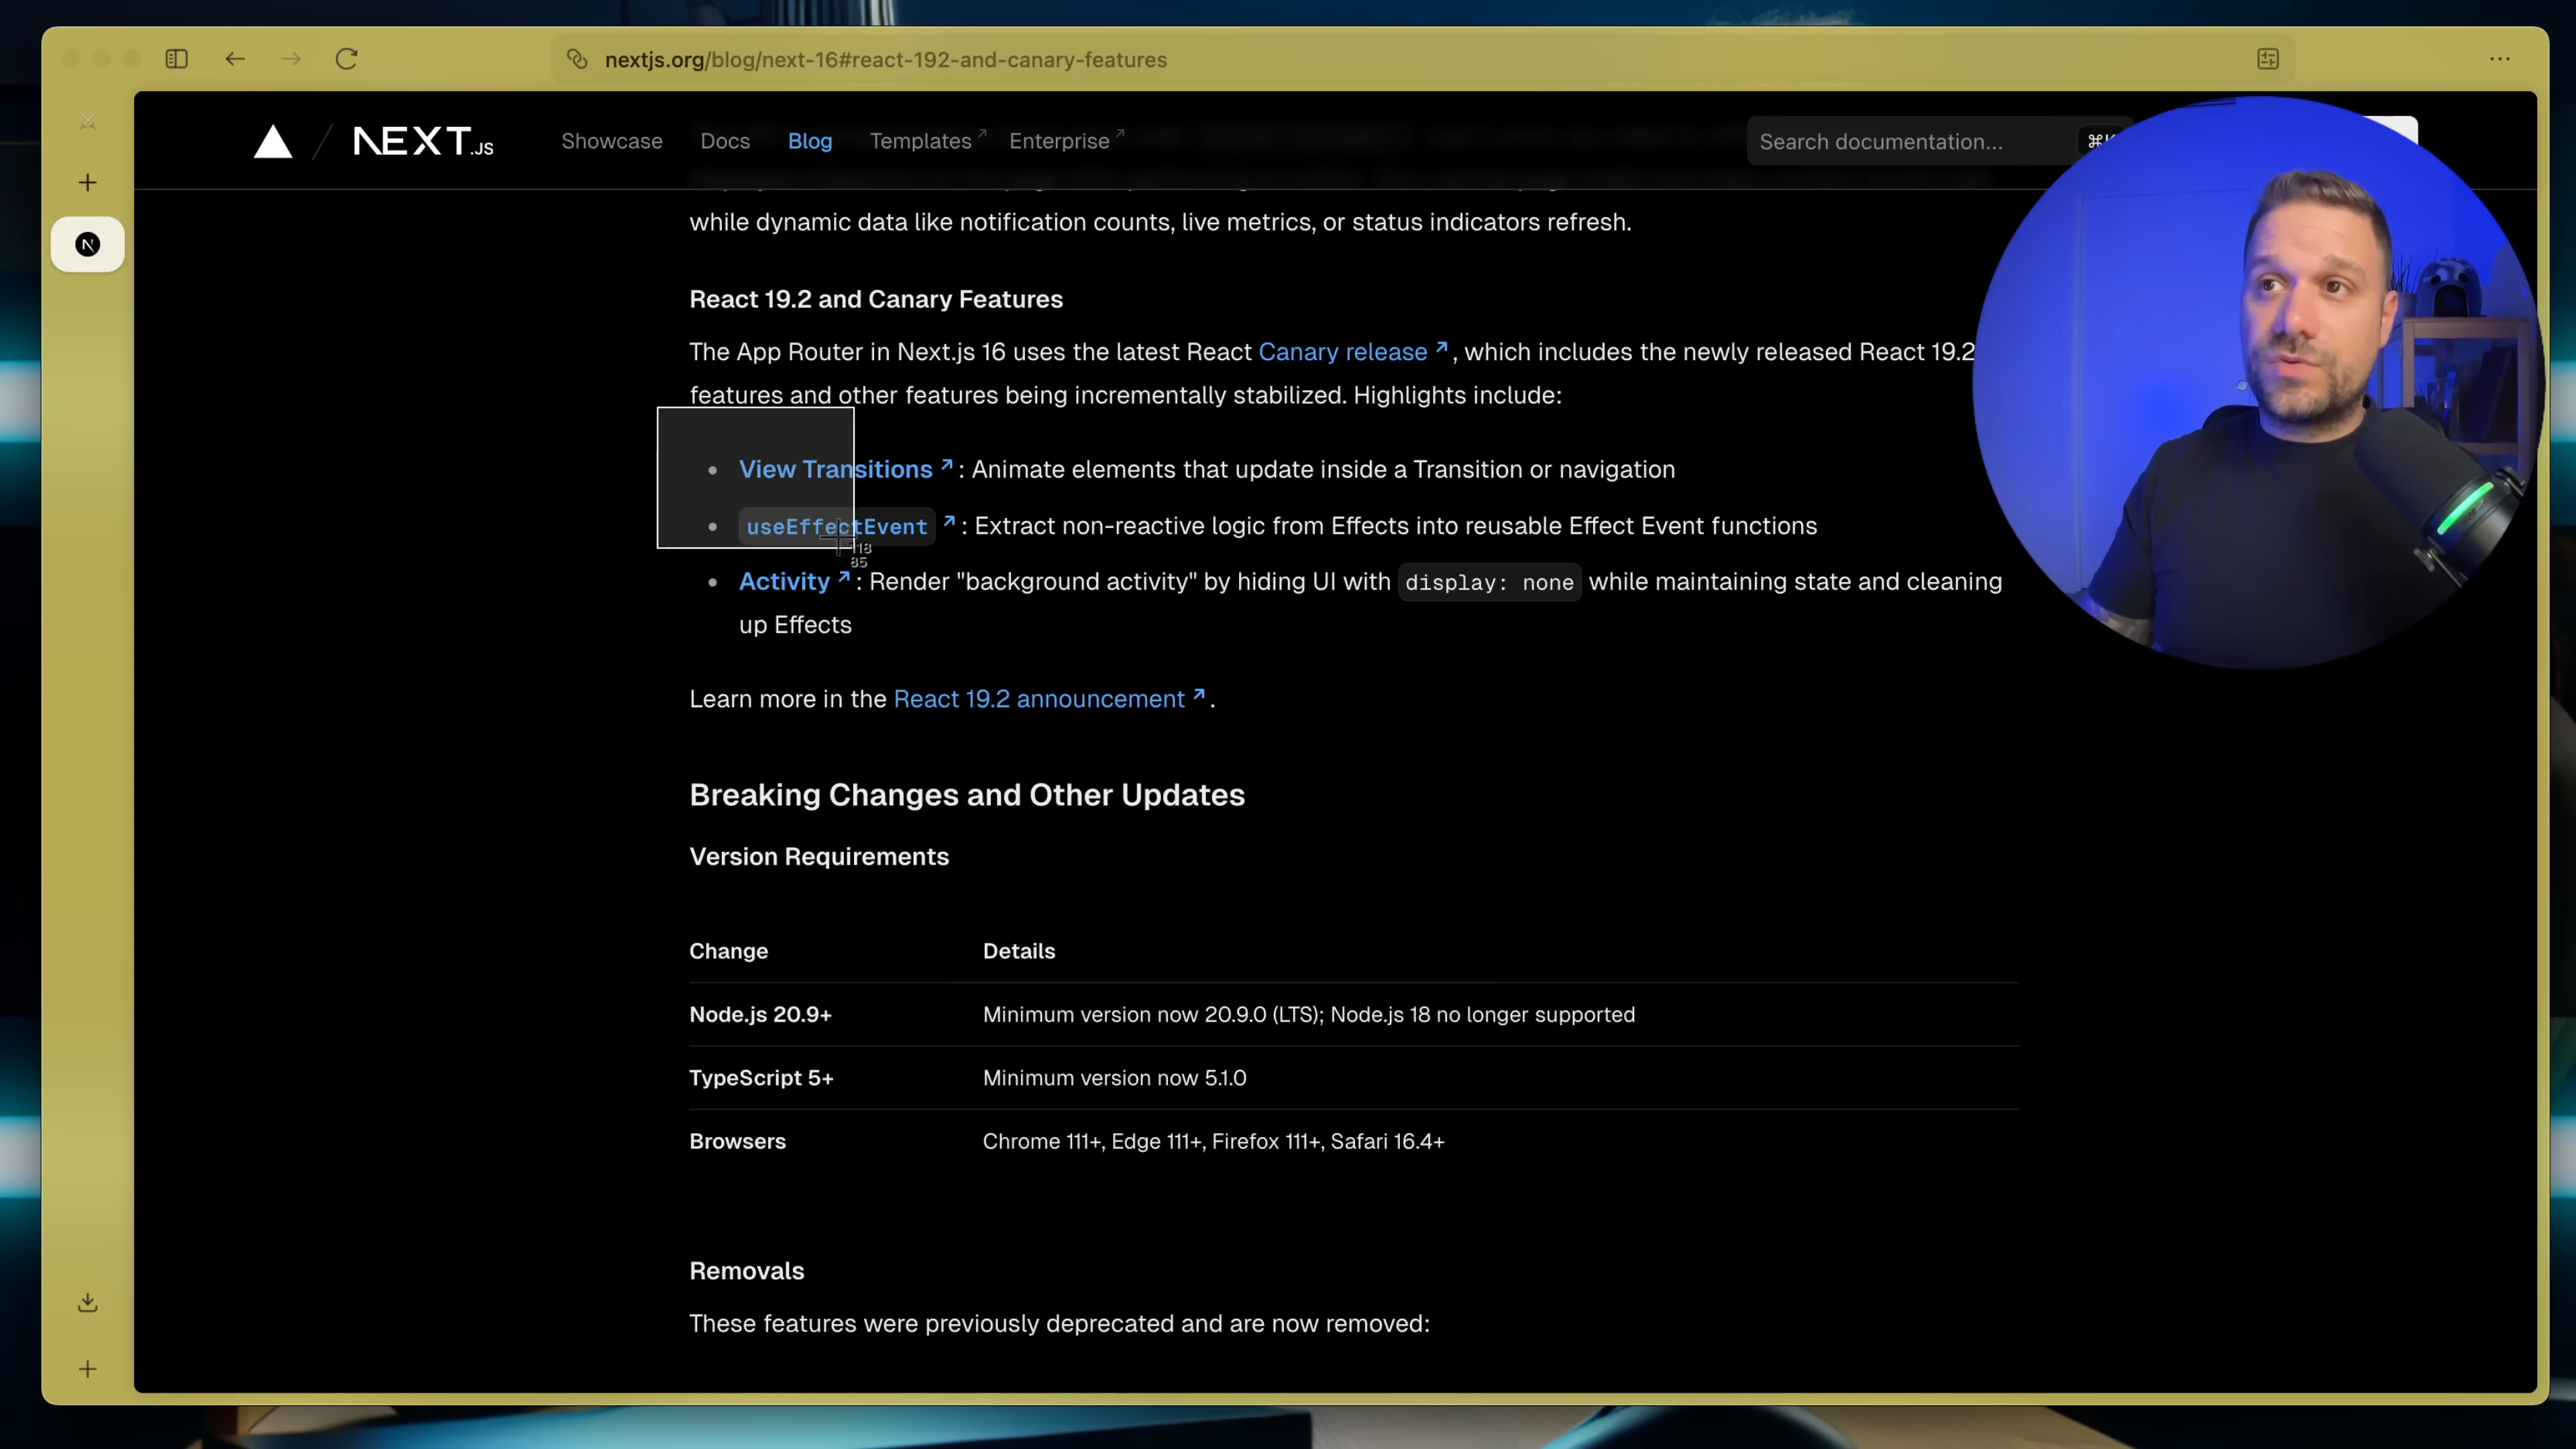 nextjs.org/blog/next-16#react-192-and-canary-features
NEXT.JS
Showcase Docs Blog Templates Enterprise
Search documentation...
while dynamic data like notification counts, live metrics, or status indicators refresh.
React 19.2 and Canary Features
The App Router in Next.js 16 uses the latest React Canary release, which includes the newly released React 19.2
features and other features being incrementally stabilized. Highlights include:
• View Transitions : Animate elements that update inside a Transition or navigation
• useEffectEvent : Extract non-reactive logic from Effects into reusable Effect Event functions
118
85
• Activity : Render "background activity" by hiding UI with display: none while maintaining state and cleaning
up Effects
Learn more in the React 19.2 announcement .
Breaking Changes and Other Updates
Version Requirements
Change Details
Node.js 20.9+ Minimum version now 20.9.0 (LTS); Node.js 18 no longer supported
TypeScript 5+ Minimum version now 5.1.0
Browsers Chrome 111+, Edge 111+, Firefox 111+, Safari 16.4+
Removals
These features were previously deprecated and are now removed: